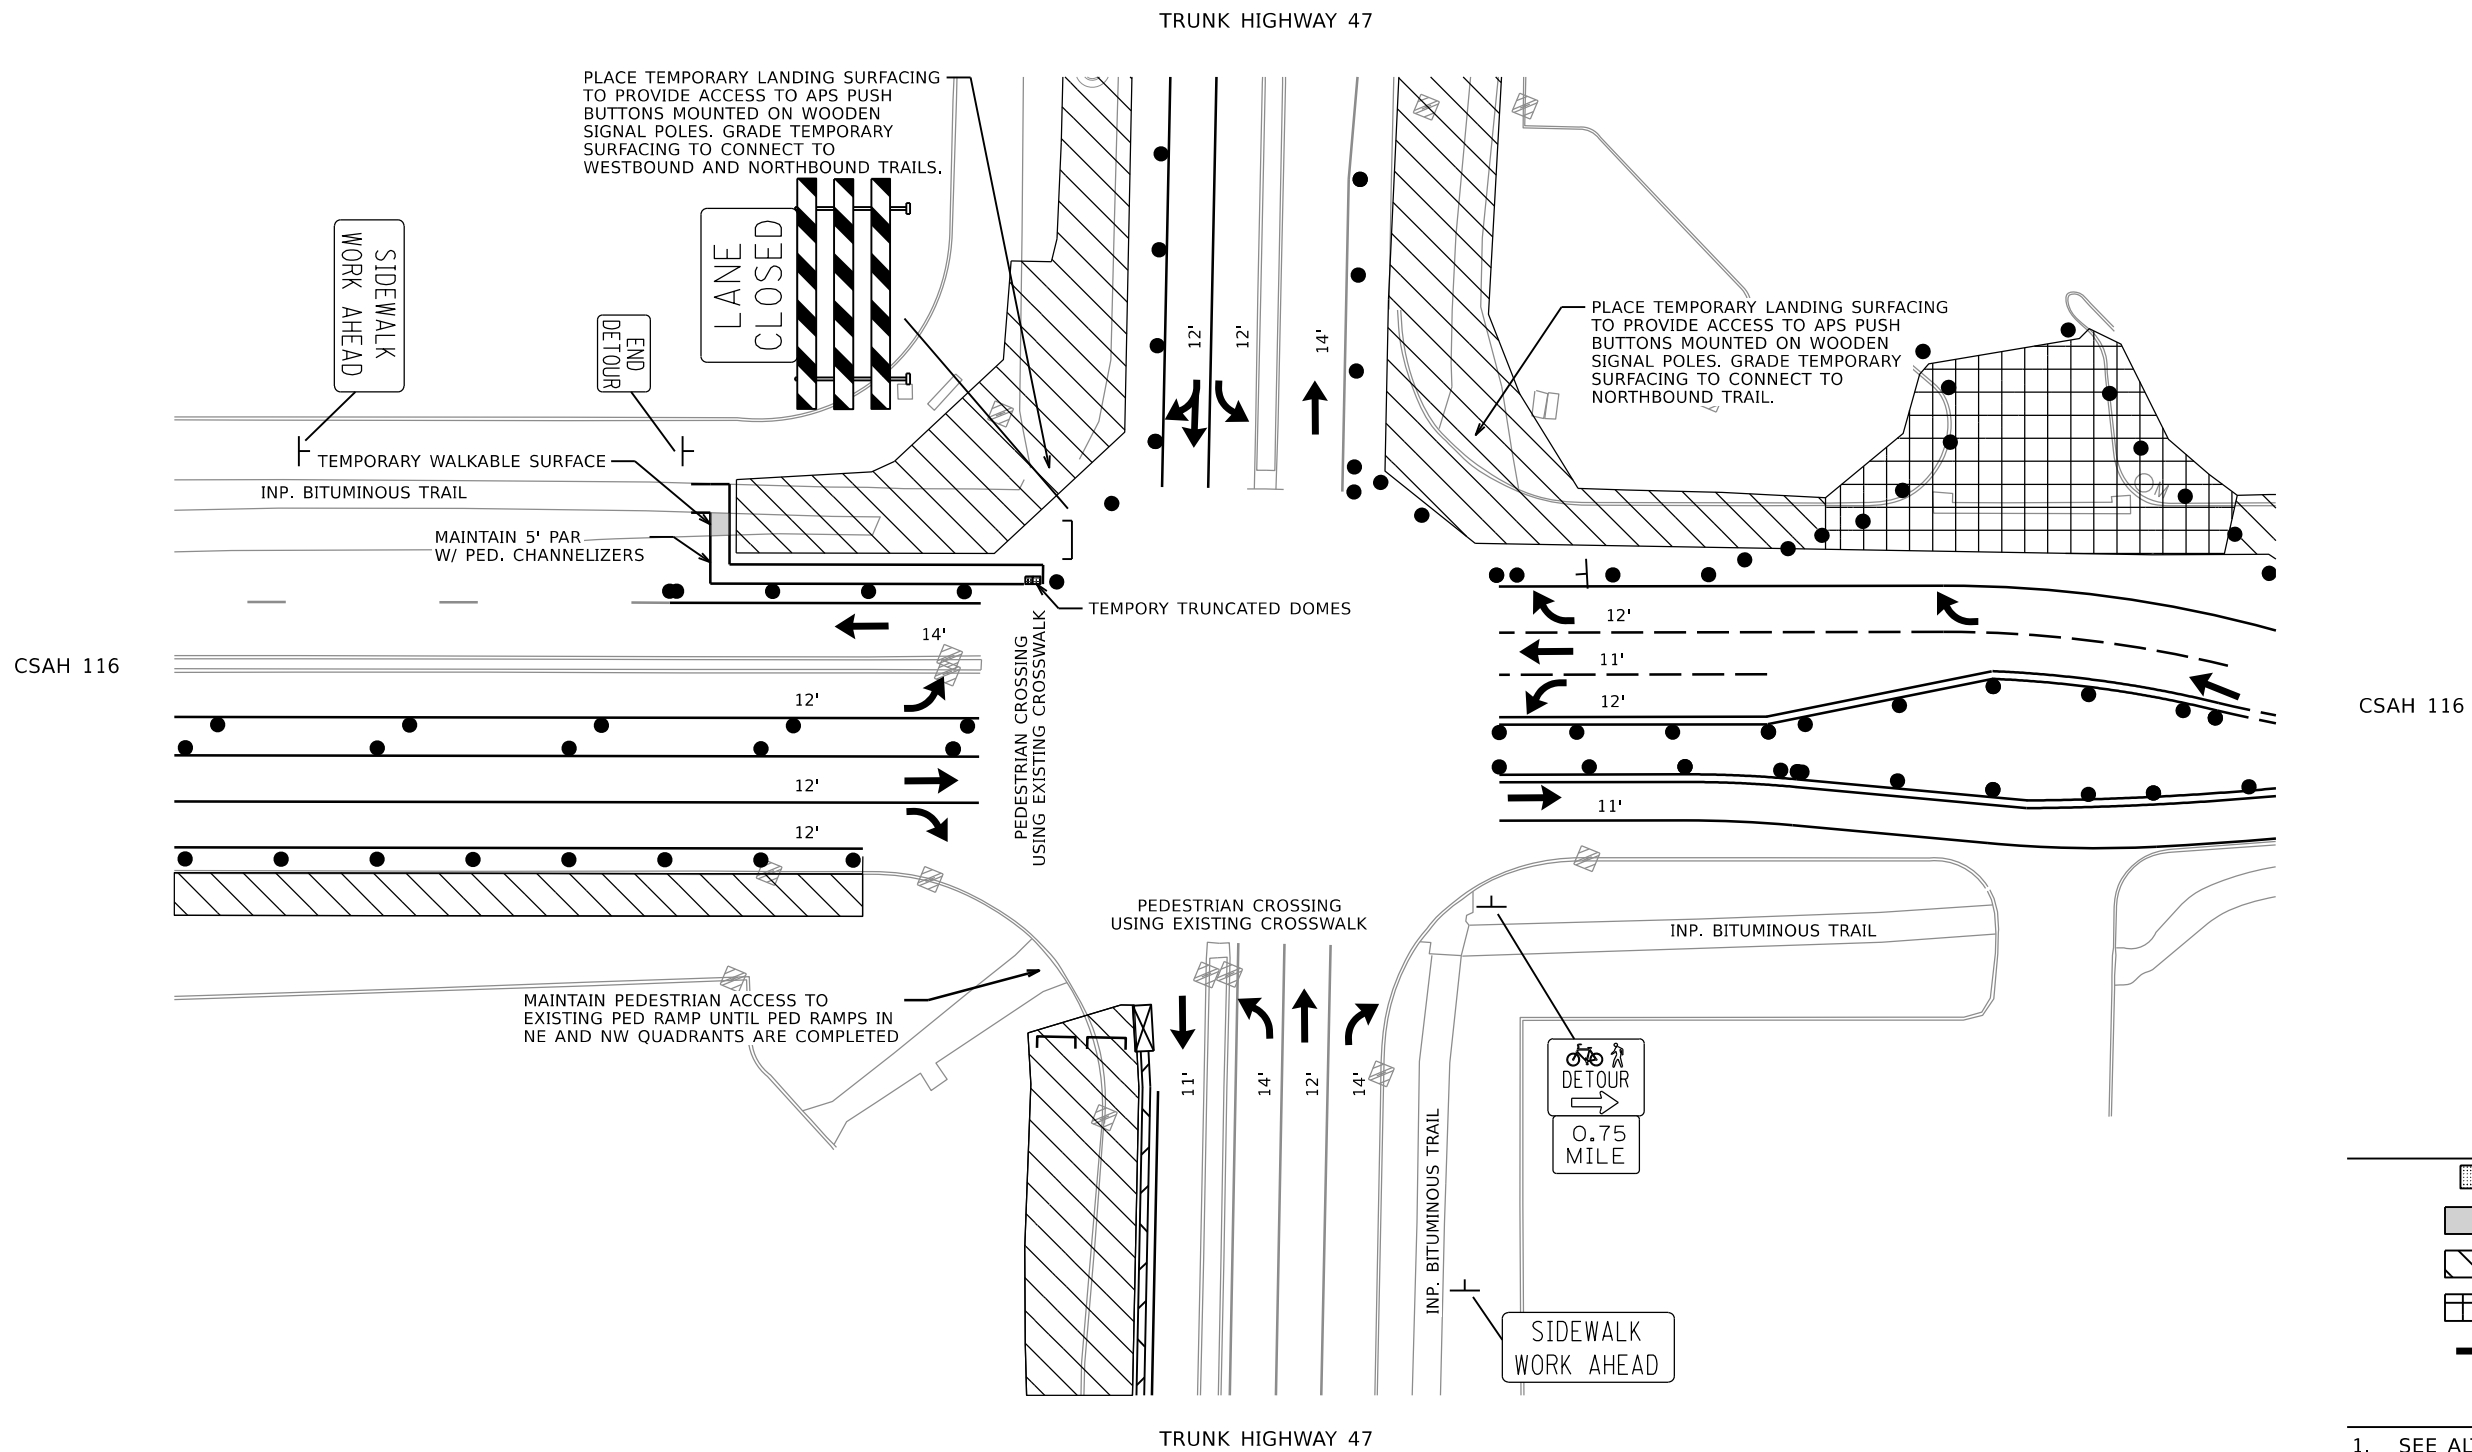 TRUNK HIGHWAY 47
PLACE TEMPORARY LANDING SURFACING
TO PROVIDE ACCESS TO APS PUSH
BUTTONS MOUNTED ON WOODEN
SIGNAL POLES. GRADE TEMPORARY
SURFACING TO CONNECT TO
WESTBOUND AND NORTHBOUND TRAILS.
SIDEWALK
WORK AHEAD
END
DETOUR
LANE
CLOSED
12'
12'
14'
PLACE TEMPORARY LANDING SURFACING
TO PROVIDE ACCESS TO APS PUSH
BUTTONS MOUNTED ON WOODEN
SIGNAL POLES. GRADE TEMPORARY
SURFACING TO CONNECT TO
NORTHBOUND TRAIL.
TEMPORARY WALKABLE SURFACE
INP. BITUMINOUS TRAIL
MAINTAIN 5' PAR
W/ PED. CHANNELIZERS
M
TEMPORY TRUNCATED DOMES
14'
12'
11'
CSAH 116
12'
12'
CSAH 116
PEDESTRIAN CROSSING
USING EXISTING CROSSWALK
12'
11'
12'
PEDESTRIAN CROSSING
USING EXISTING CROSSWALK
INP. BITUMINOUS TRAIL
MAINTAIN PEDESTRIAN ACCESS TO
EXISTING PED RAMP UNTIL PED RAMPS IN
NE AND NW QUADRANTS ARE COMPLETED
11'
14'
12'
14'
DETOUR
0.75
MILE
INP. BITUMINOUS TRAIL
SIDEWALK
WORK AHEAD
TRUNK HIGHWAY 47
1. SEE AL